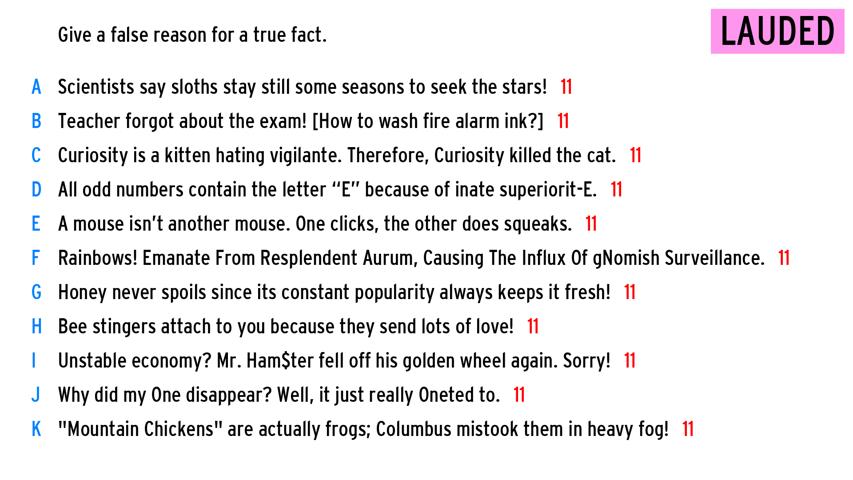 Give a false reason for a true fact.
LAUDED
A Scientists say sloths stay still some seasons to seek the stars! 11
B Teacher forgot about the exam! [How to wash fire alarm ink?] 11
C Curiosity is a kitten hating vigilante. Therefore, Curiosity killed the cat. 11
D All odd numbers contain the letter “E” because of inate superiorit-E. 11
E A mouse isn’t another mouse. One clicks, the other does squeaks. 11
F Rainbows! Emanate From Resplendent Aurum, Causing The Influx Of gNomish Surveillance. 11
G Honey never spoils since its constant popularity always keeps it fresh! 11
H Bee stingers attach to you because they send lots of love! 11
I Unstable economy? Mr. Ham$ter fell off his golden wheel again. Sorry! 11
J Why did my One disappear? Well, it just really Oneted to. 11
K "Mountain Chickens" are actually frogs; Columbus mistook them in heavy fog! 11